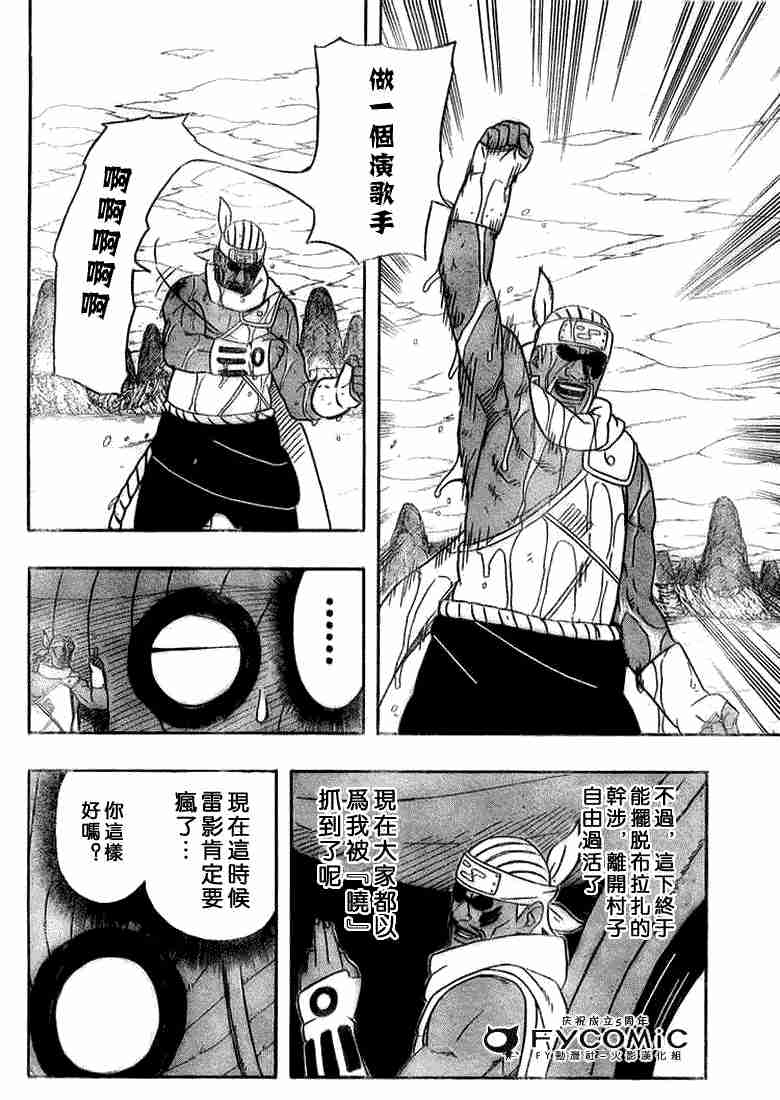 做一個演歌手
啊啊啊啊啊
……
不過，這下終于
能擺脫布拉扎的
幹涉，離開村子
自由過活了
現在大家都以
爲我被『曉』
抓到了呢
現在這時候
雷影肯定要
瘋了…
你這樣
好嗎？
庆祝成立5周年
FYCOMiC
FY動漫社-火影漢化組